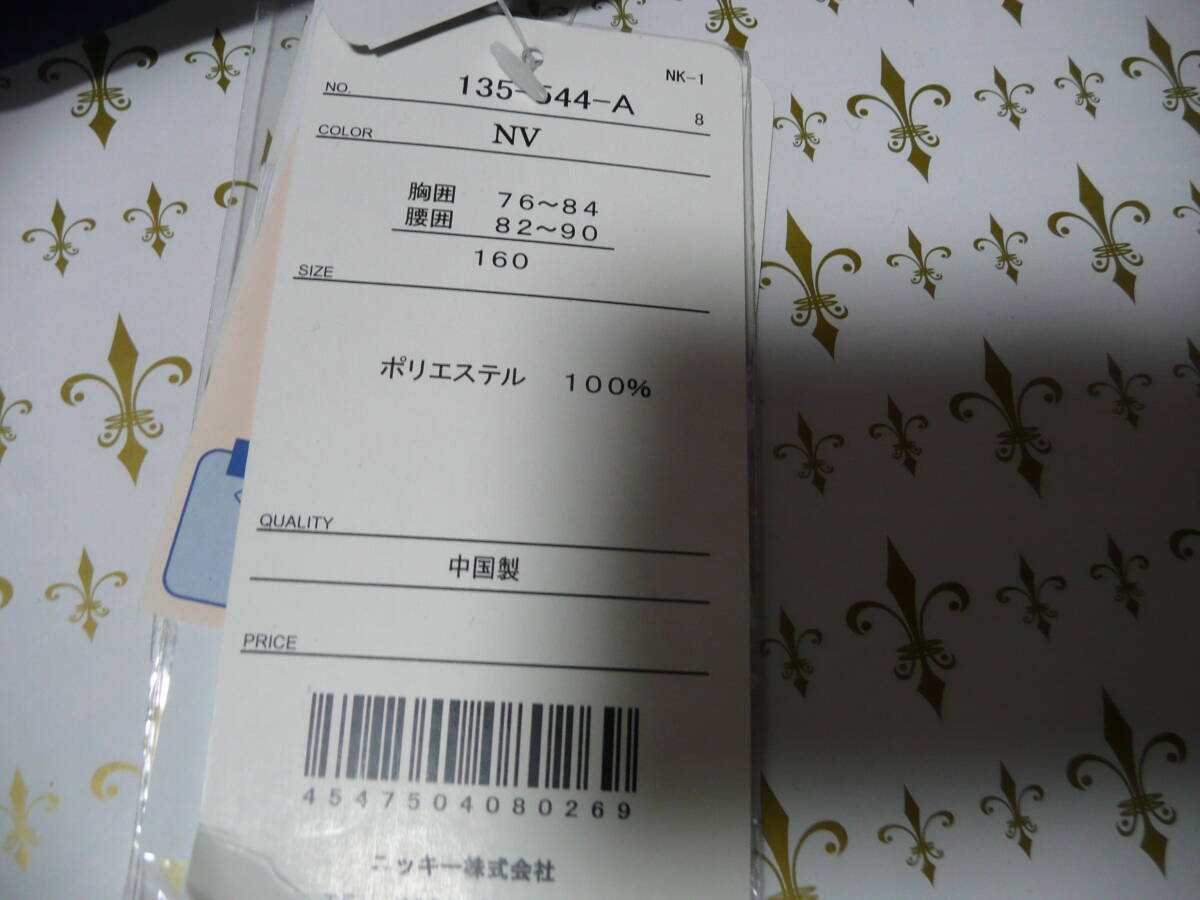 NK-1
NO. 135-544-A 8
COLOR NV
胸囲 76～84
腰囲 82～90
160
SIZE
ポリエステル 100%
QUALITY
中国製
PRICE
4547504080269
ニッキー株式会社